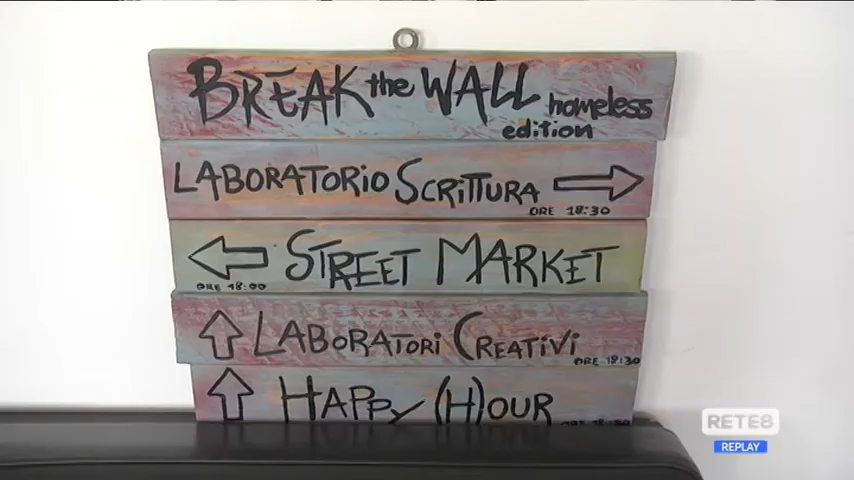 BREAK the WALL homeless
edition
LABORATORIO SCRITTURA
ORE 18:30
STREET MARKET
ORE 18:00
LABORATORI CREATIVI
ORE 18:30
HAPPY (H)OUR
RETE8
REPLAY